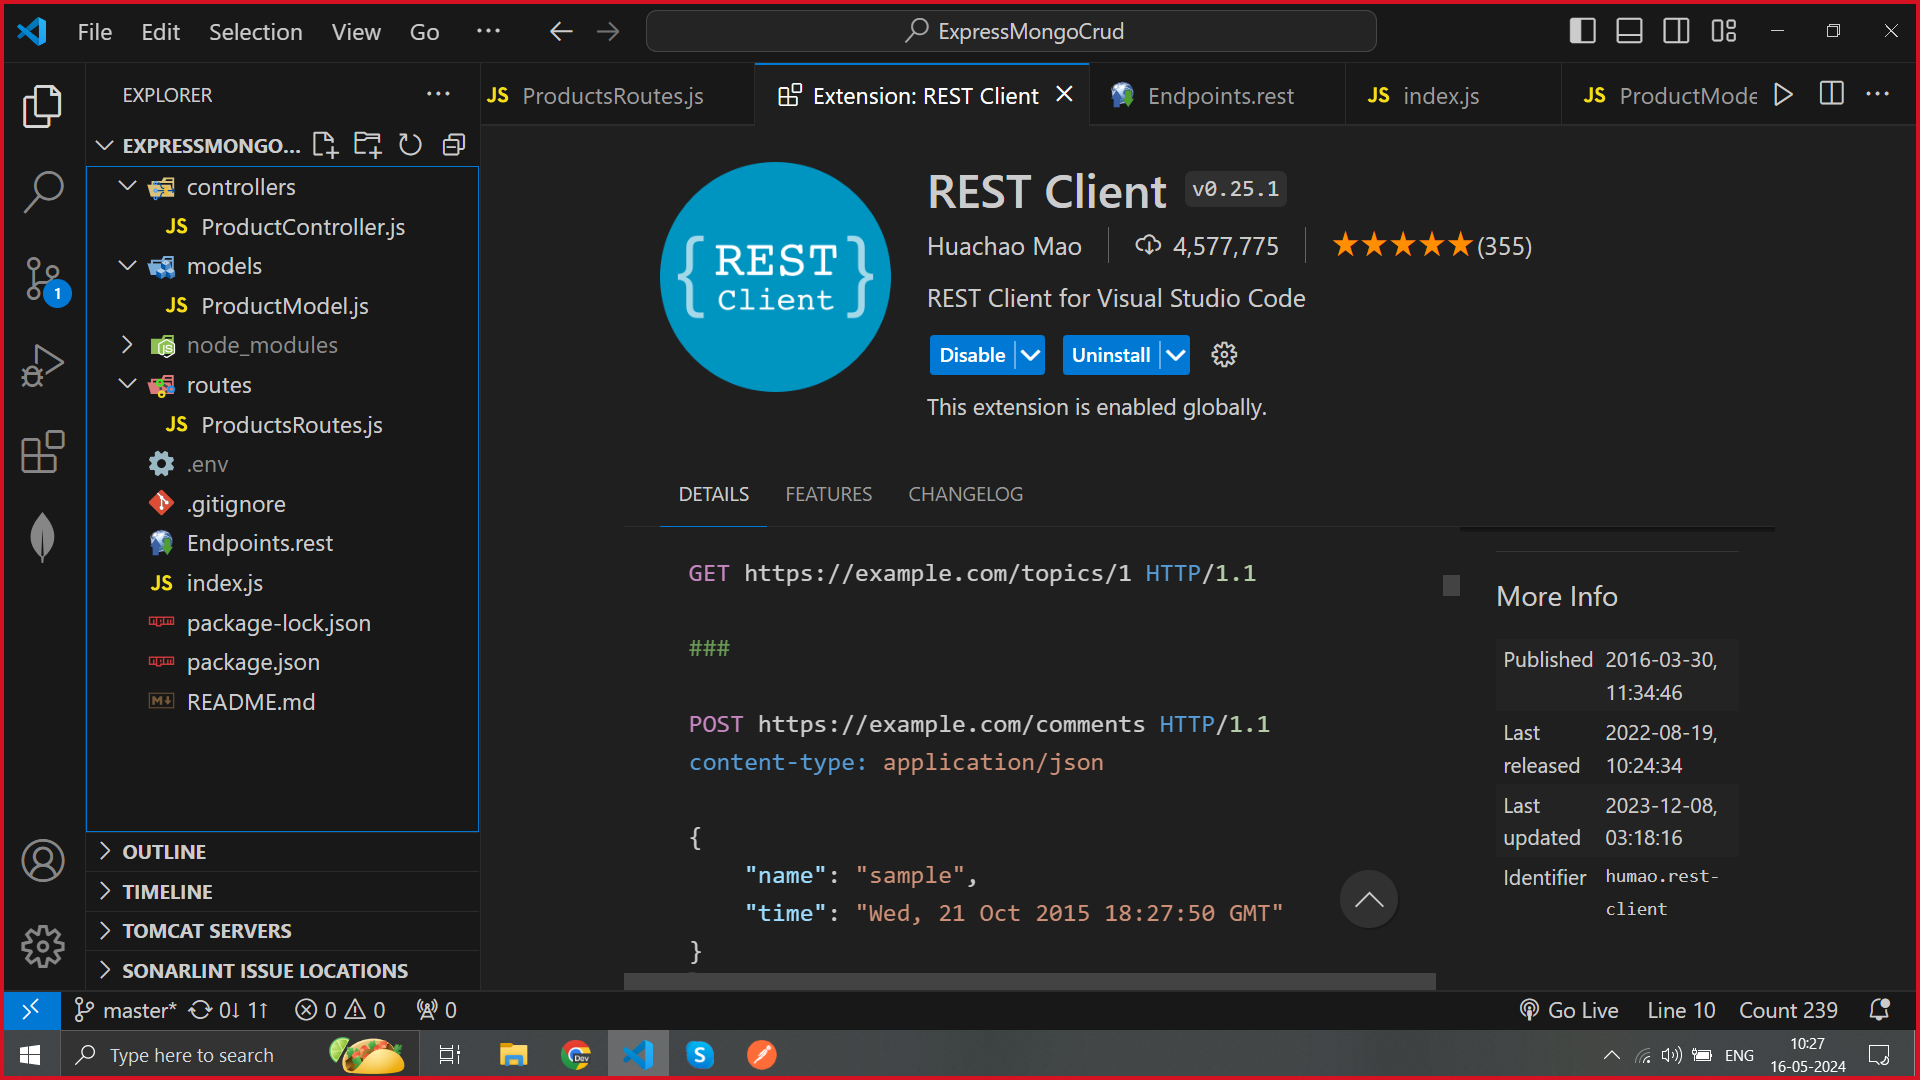 File Edit Selection View Go ··· ExpressMongoCrud
EXPLORER ···
EXPRESSMONGO...
controllers
JS ProductController.js
models
JS ProductModel.js
node_modules
routes
JS ProductsRoutes.js
.env
.gitignore
Endpoints.rest
JS index.js
package-lock.json
package.json
README.md
OUTLINE
TIMELINE
TOMCAT SERVERS
SONARLINT ISSUE LOCATIONS
1
JS ProductsRoutes.js Extension: REST Client Endpoints.rest JS index.js JS ProductMode ···
{REST
Client}
REST Client v0.25.1
Huachao Mao 4,577,775 ★★★★★(355)
REST Client for Visual Studio Code
Disable Uninstall
This extension is enabled globally.
DETAILS FEATURES CHANGELOG
GET https://example.com/topics/1 HTTP/1.1
###
POST https://example.com/comments HTTP/1.1
content-type: application/json
{
"name": "sample",
"time": "Wed, 21 Oct 2015 18:27:50 GMT"
}
More Info
Published 2016-03-30,
11:34:46
Last 2022-08-19,
released 10:24:34
Last 2023-12-08,
updated 03:18:16
Identifier humao.rest-
client
master* 0↓ 1↑ 0 0 0 Go Live Line 10 Count 239
Type here to search Dev S ENG 10:27
16-05-2024